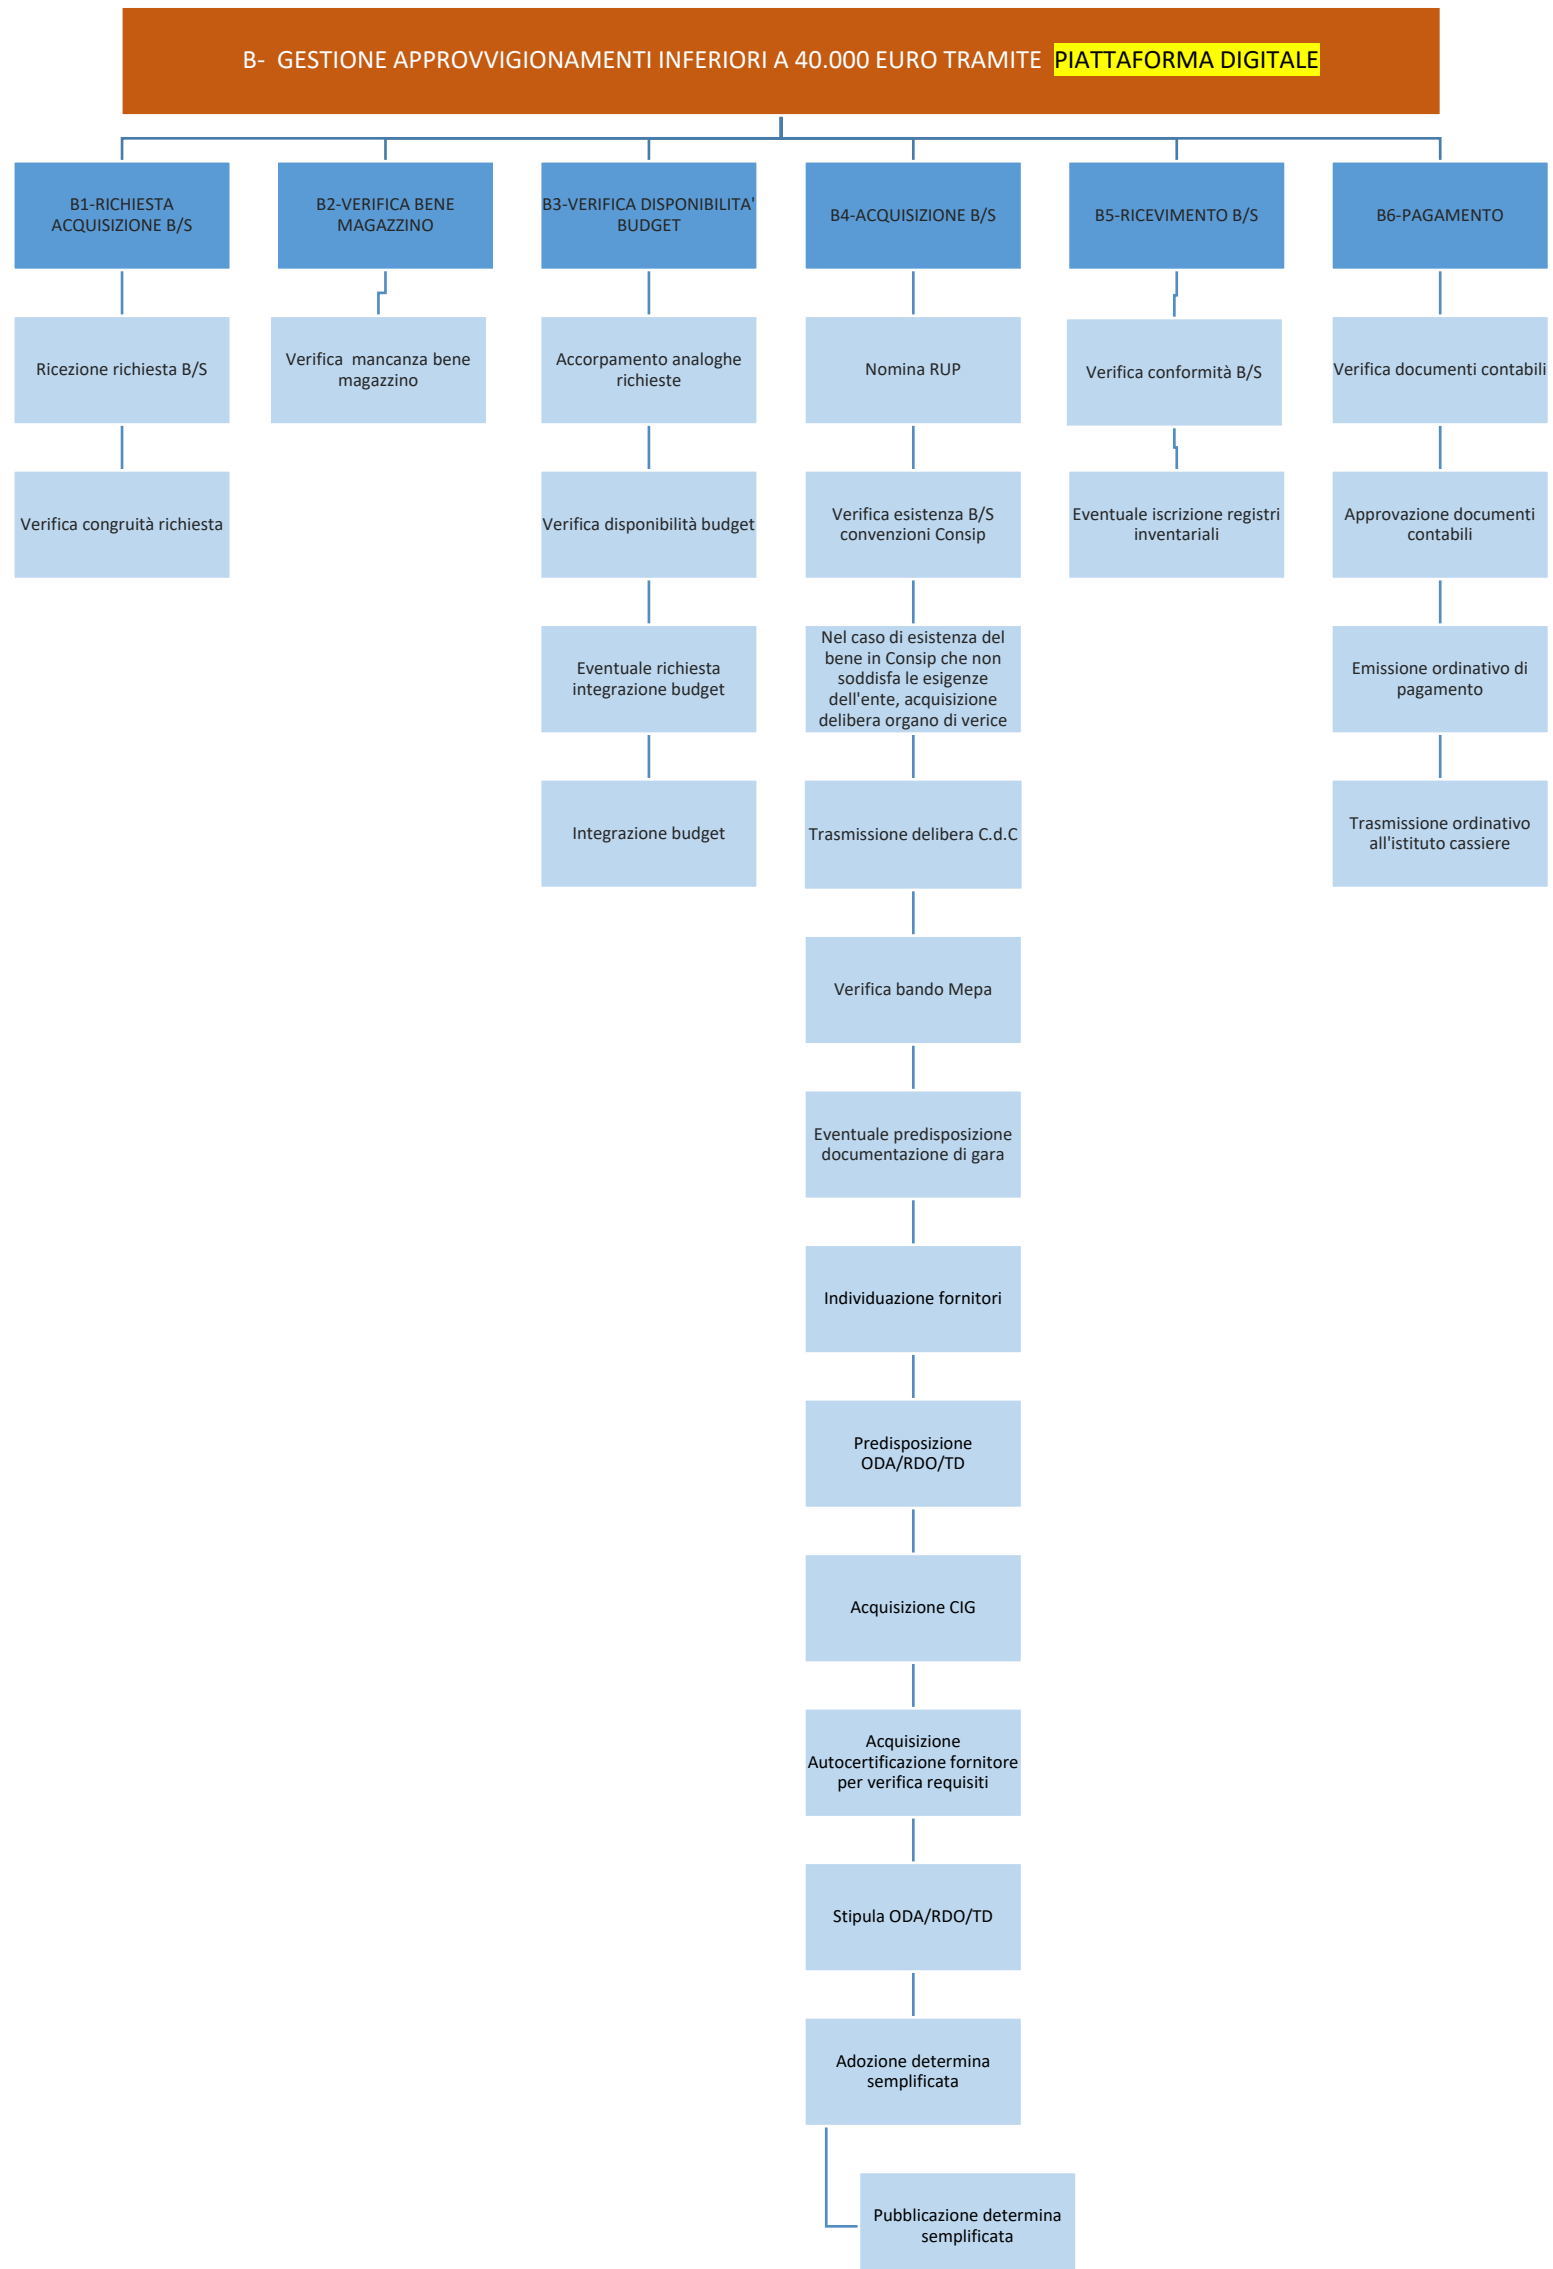 B- GESTIONE APPROVVIGIONAMENTI INFERIORI A 40.000 EURO TRAMITE PIATTAFORMA DIGITALE
B1-RICHIESTA
ACQUISIZIONE B/S
Ricezione richiesta B/S
Verifica congruità richiesta
B2-VERIFICA BENE
MAGAZZINO
Verifica mancanza bene
magazzino
B3-VERIFICA DISPONIBILITA'
BUDGET
Accorpamento analoghe
richieste
Verifica disponibilità budget
Eventuale richiesta
integrazione budget
Integrazione budget
B4-ACQUISIZIONE B/S
Nomina RUP
Verifica esistenza B/S
convenzioni Consip
Nel caso di esistenza del
bene in Consip che non
soddisfa le esigenze
dell'ente, acquisizione
delibera organo di verice
Trasmissione delibera C.d.C
Verifica bando Mepa
Eventuale predisposizione
documentazione di gara
Individuazione fornitori
Predisposizione
ODA/RDO/TD
Acquisizione CIG
Acquisizione
Autocertificazione fornitore
per verifica requisiti
Stipula ODA/RDO/TD
Adozione determina
semplificata
Pubblicazione determina
semplificata
B5-RICEVIMENTO B/S
Verifica conformità B/S
Eventuale iscrizione registri
inventariali
B6-PAGAMENTO
Verifica documenti contabili
Approvazione documenti
contabili
Emissione ordinativo di
pagamento
Trasmissione ordinativo
all'istituto cassiere